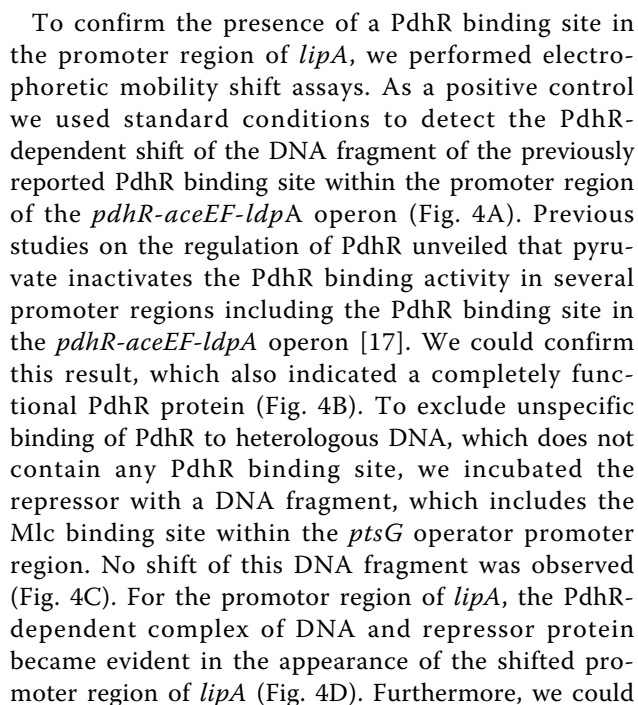 To confirm the presence of a PdhR binding site in
the promoter region of lipA, we performed electro-
phoretic mobility shift assays. As a positive control
we used standard conditions to detect the PdhR-
dependent shift of the DNA fragment of the previously
reported PdhR binding site within the promoter region
of the pdhR-aceEF-ldpA operon (Fig. 4A). Previous
studies on the regulation of PdhR unveiled that pyru-
vate inactivates the PdhR binding activity in several
promoter regions including the PdhR binding site in
the pdhR-aceEF-ldpA operon [17]. We could confirm
this result, which also indicated a completely func-
tional PdhR protein (Fig. 4B). To exclude unspecific
binding of PdhR to heterologous DNA, which does not
contain any PdhR binding site, we incubated the
repressor with a DNA fragment, which includes the
Mlc binding site within the ptsG operator promoter
region. No shift of this DNA fragment was observed
(Fig. 4C). For the promotor region of lipA, the PdhR-
dependent complex of DNA and repressor protein
became evident in the appearance of the shifted pro-
moter region of lipA (Fig. 4D). Furthermore, we could